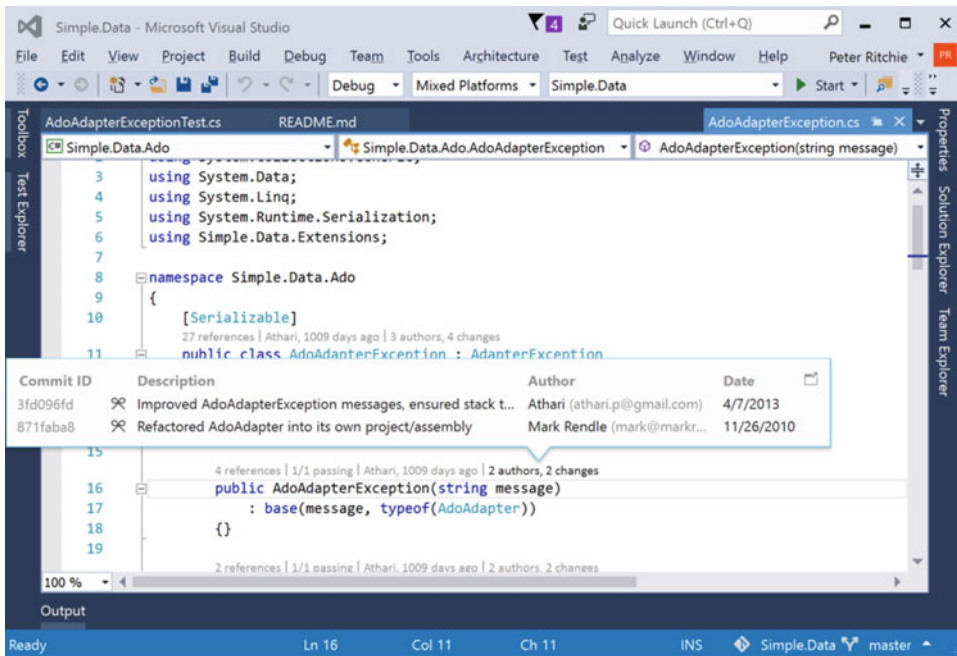 Simple.Data - Microsoft Visual Studio
4
Quick Launch (Ctrl+Q)
File Edit View Project Build Debug Team Tools Architecture Test Analyze Window Help Peter Ritchie PR
Debug Mixed Platforms Simple.Data Start
AdoAdapterExceptionTest.cs README.md AdoAdapterException.cs
Simple.Data.Ado Simple.Data.Ado.AdoAdapterException AdoAdapterException(string message)
Toolbox
Test Explorer
3 using System.Data;
4 using System.Linq;
5 using System.Runtime.Serialization;
6 using Simple.Data.Extensions;
7
8 namespace Simple.Data.Ado
9 {
10 [Serializable]
27 references | Athari, 1009 days ago | 3 authors, 4 changes
11 public class AdoAdapterException : AdapterException
Commit ID Description Author Date
3fd096fd Improved AdoAdapterException messages, ensured stack t... Athari (athari.p@gmail.com) 4/7/2013
871faba8 Refactored AdoAdapter into its own project/assembly Mark Rendle (mark@markr... 11/26/2010
15
4 references | 1/1 passing | Athari, 1009 days ago | 2 authors, 2 changes
16 public AdoAdapterException(string message)
17 : base(message, typeof(AdoAdapter))
18 {}
19
2 references | 1/1 passing | Athari, 1009 days ago | 2 authors, 2 changes
Properties
Solution Explorer
Team Explorer
100 %
Output
Ready Ln 16 Col 11 Ch 11 INS Simple.Data master